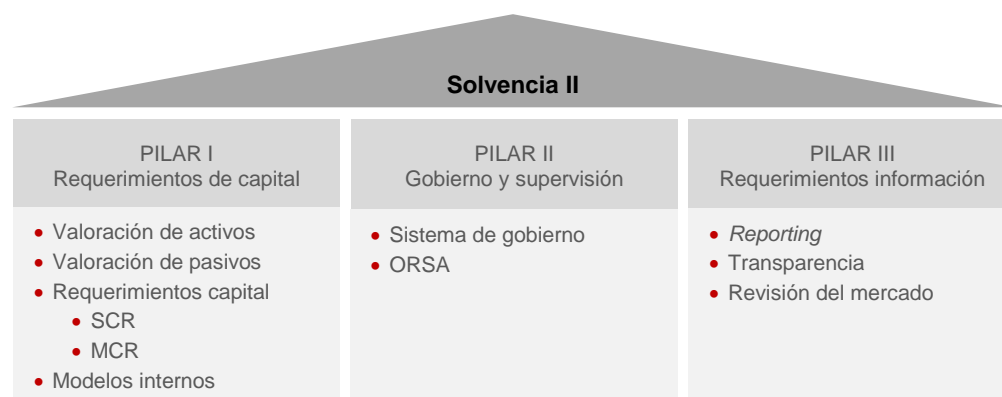 Solvencia II
PILAR I
Requerimientos de capital
• Valoración de activos
• Valoración de pasivos
• Requerimientos capital
• SCR
• MCR
• Modelos internos
PILAR II
Gobierno y supervisión
• Sistema de gobierno
• ORSA
PILAR III
Requerimientos información
• Reporting
• Transparencia
• Revisión del mercado